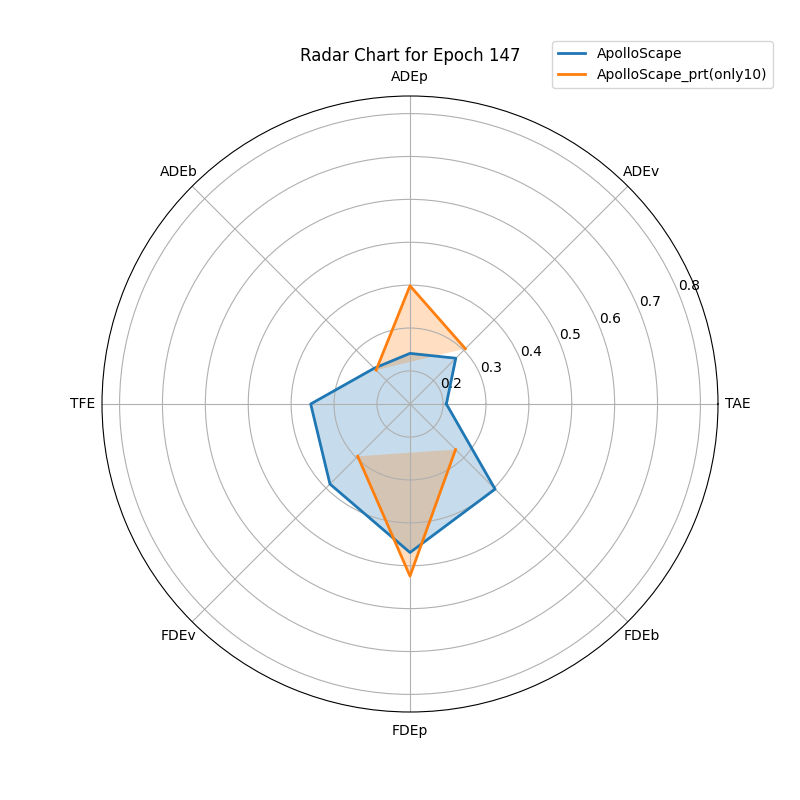 Radar Chart for Epoch 147
ApolloScape
ApolloScape_prt(only10)
ADEp
ADEb
ADEv
0.8
0.7
0.6
0.5
0.4
0.3
0.2
TFE
TAE
FDEv
FDEb
FDEp